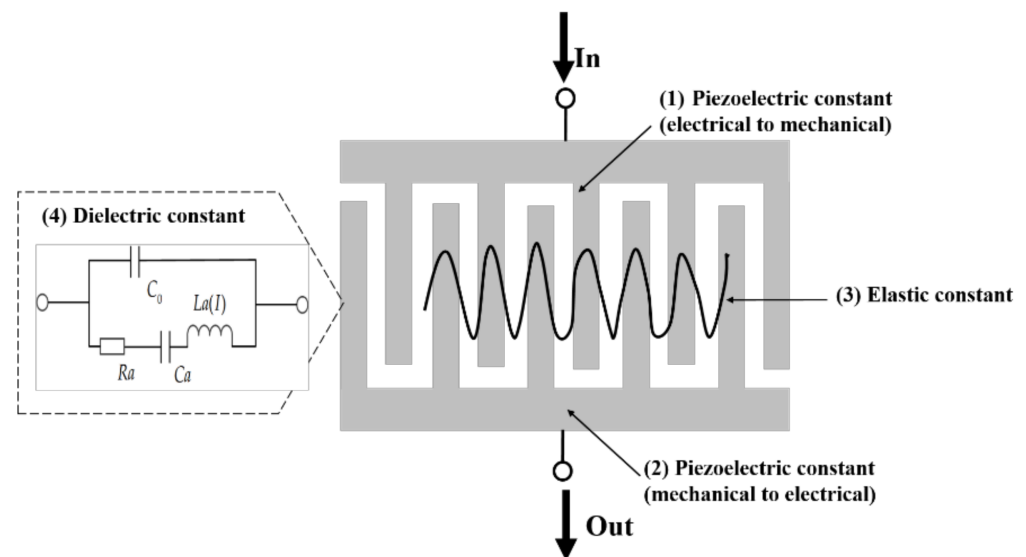 In
(1) Piezoelectric constant
(electrical to mechanical)
(4) Dielectric constant
C₀
La(I)
Ra
Ca
(3) Elastic constant
(2) Piezoelectric constant
(mechanical to electrical)
Out